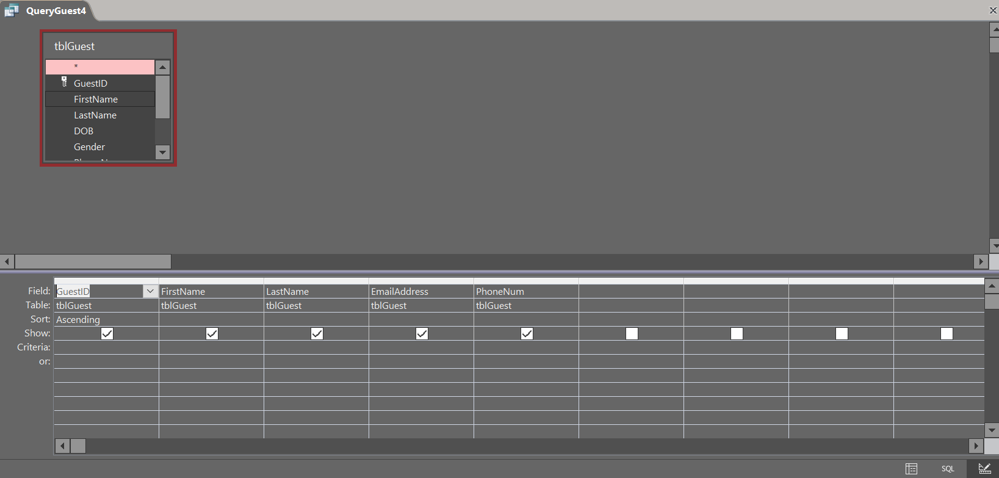 QueryGuest4
tblGuest
*
GuestID
FirstName
LastName
DOB
Gender
Field: GuestID FirstName LastName EmailAddress PhoneNum
Table: tblGuest tblGuest tblGuest tblGuest tblGuest
Sort: Ascending
Show:
Criteria:
or:
SQL